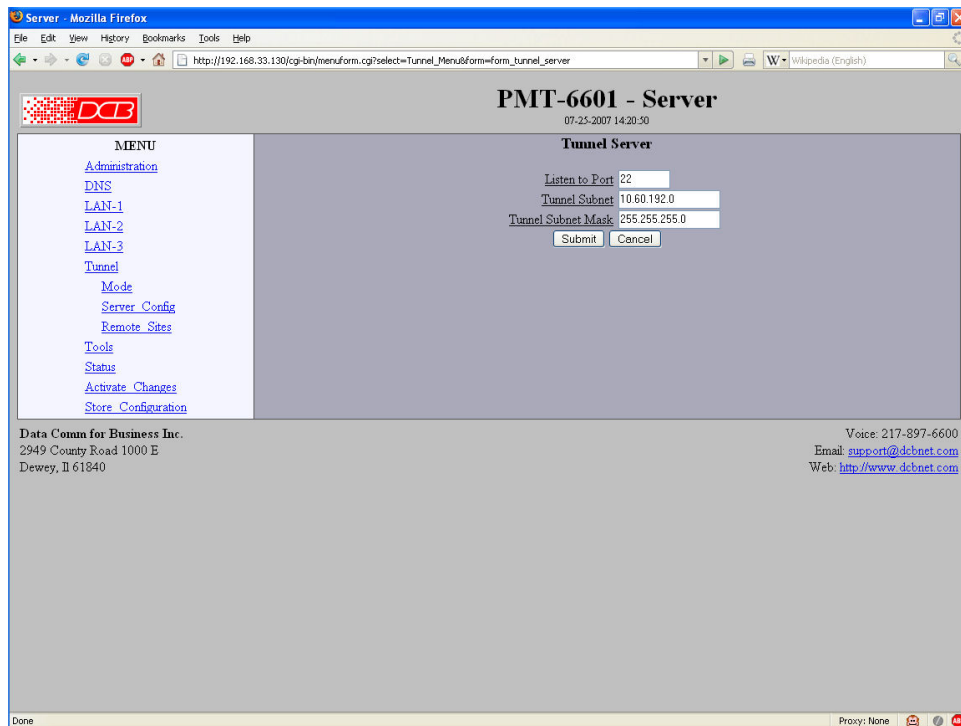 Server - Mozilla Firefox
File Edit View History Bookmarks Tools Help
ABP http://192.168.33.130/cgi-bin/menuform.cgi?select=Tunnel_Menu&form=form_tunnel_server W Wikipedia (English)
DCB
PMT-6601 - Server
07-25-2007 14:20:50
MENU
Administration
DNS
LAN-1
LAN-2
LAN-3
Tunnel
Mode
Server Config
Remote Sites
Tools
Status
Activate Changes
Store Configuration
Tunnel Server
Listen to Port 22
Tunnel Subnet 10.60.192.0
Tunnel Subnet Mask 255.255.255.0
Submit Cancel
Data Comm for Business Inc.
2949 County Road 1000 E
Dewey, Il 61840
Voice: 217-897-6600
Email: support@dcbnet.com
Web: http://www.dcbnet.com
Done Proxy: None